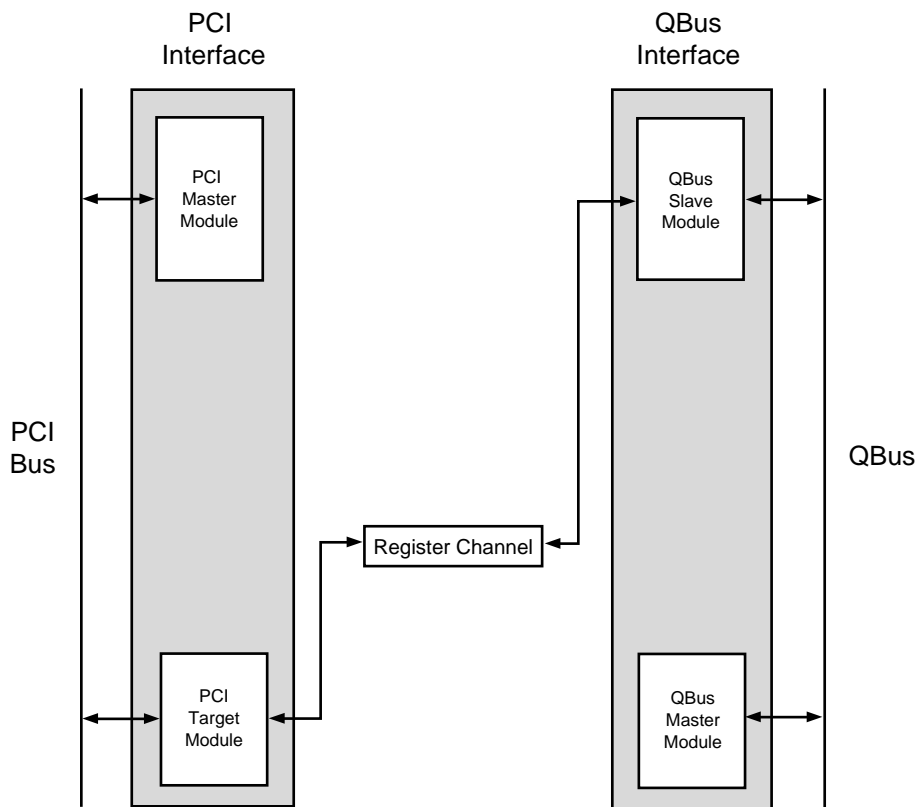 PCI
Interface
QBus
Interface
PCI
Master
Module
QBus
Slave
Module
PCI
Bus
QBus
Register Channel
PCI
Target
Module
QBus
Master
Module